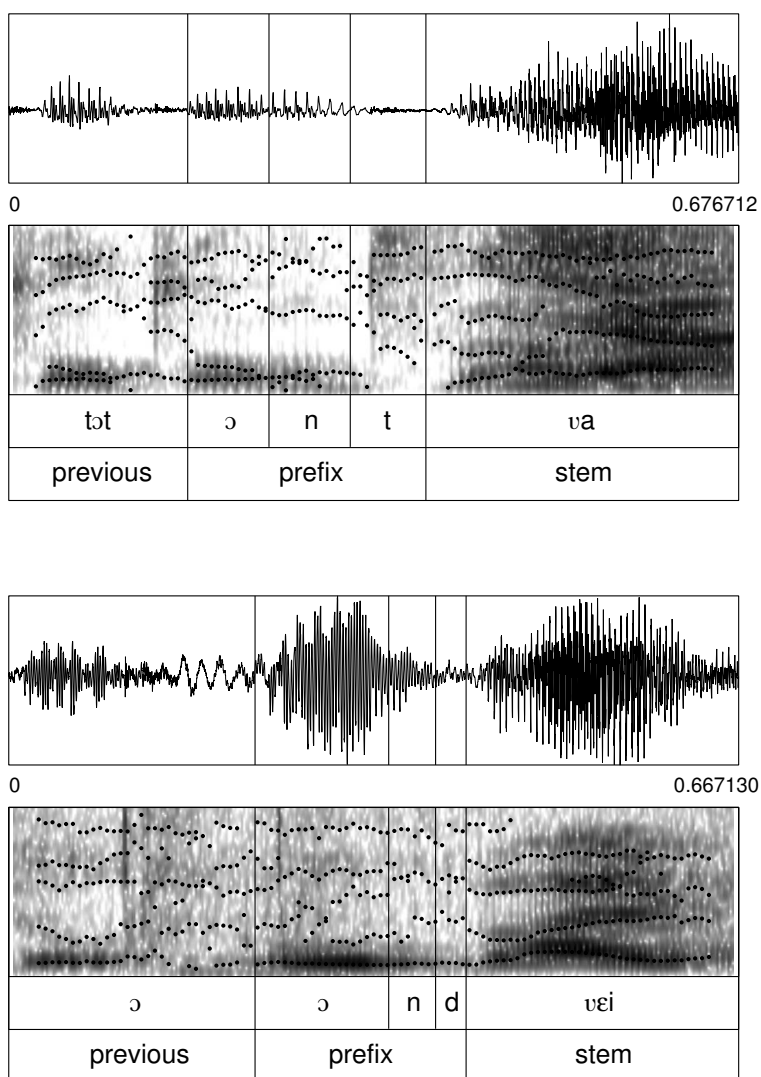 0 0.676712
tɔt ɔ n t ʋa
previous prefix stem
0 0.667130
ɔ ɔ n d ʋɛi
previous prefix stem